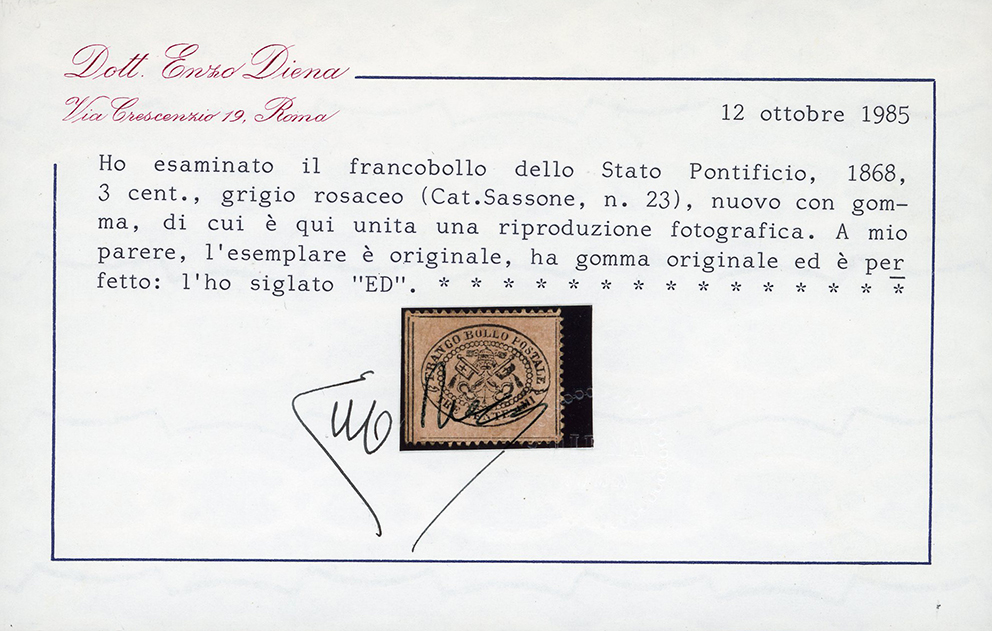 Dott. Enzo Diena
Via Crescenzio 19, Roma
12 ottobre 1985
Ho esaminato il francobollo dello Stato Pontificio, 1868,
3 cent., grigio rosaceo (Cat.Sassone, n. 23), nuovo con gom-
ma, di cui è qui unita una riproduzione fotografica. A mio
parere, l'esemplare è originale, ha gomma originale ed è per
fetto: l'ho siglato "ED". * * * * * * * * * * * * * * *
FRANCO BOLLO POSTALE